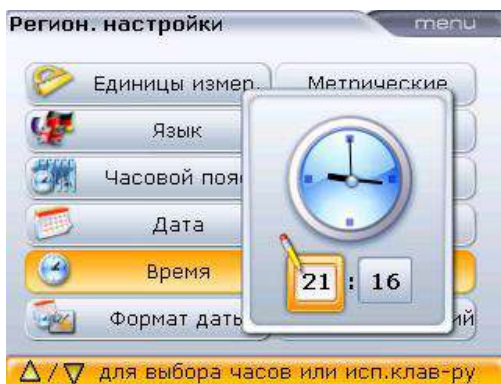 Регион. настройки menu
Единицы измер. Метрические
Язык
Часовой поя
Дата
Время 21 : 16
Формат даты ий
△/▽ для выбора часов или исп.клав-ру